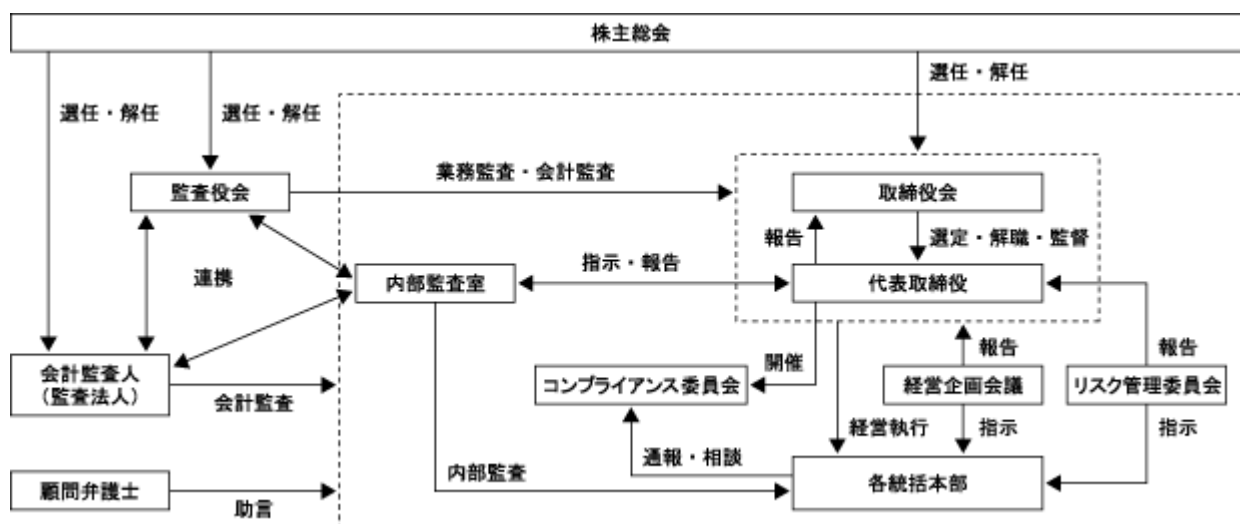 株主総会
選任・解任
選任・解任
選任・解任
監査役会
業務監査・会計監査
取締役会
報告
選定・解職・監督
連携
内部監査室
指示・報告
代表取締役
会計監査人
（監査法人）
会計監査
開催
報告
報告
コンプライアンス委員会
経営企画会議
リスク管理委員会
経営執行
指示
指示
通報・相談
内部監査
各統括本部
顧問弁護士
助言